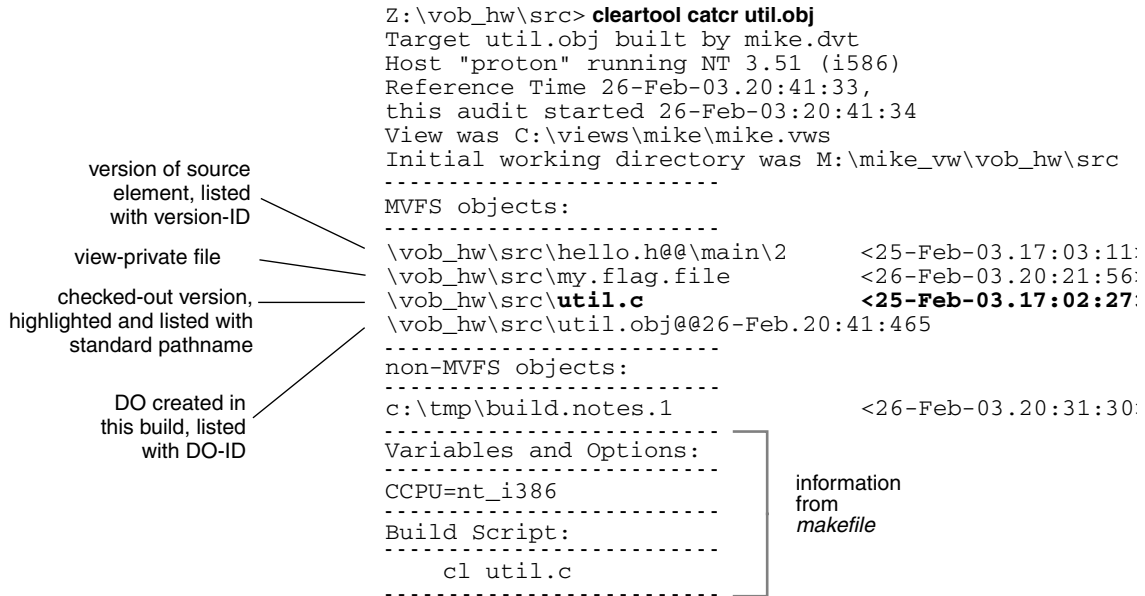 Z:\vob_hw\src> cleartool catcr util.obj
Target util.obj built by mike.dvt
Host "proton" running NT 3.51 (i586)
Reference Time 26-Feb-03.20:41:33,
this audit started 26-Feb-03:20:41:34
View was C:\views\mike\mike.vws
Initial working directory was M:\mike_vw\vob_hw\src
---------------------------
MVFS objects:
---------------------------
\vob_hw\src\hello.h@@\main\2 <25-Feb-03.17:03:11>
\vob_hw\src\my.flag.file <26-Feb-03.20:21:56>
\vob_hw\src\util.c <25-Feb-03.17:02:27>
\vob_hw\src\util.obj@@26-Feb.20:41:465
---------------------------
non-MVFS objects:
---------------------------
c:\tmp\build.notes.1 <26-Feb-03.20:31:30>
---------------------------
Variables and Options:
---------------------------
CCPU=nt_i386
---------------------------
Build Script:
---------------------------
cl util.c
---------------------------
version of source
element, listed
with version-ID
view-private file
checked-out version,
highlighted and listed with
standard pathname
DO created in
this build, listed
with DO-ID
information
from
makefile